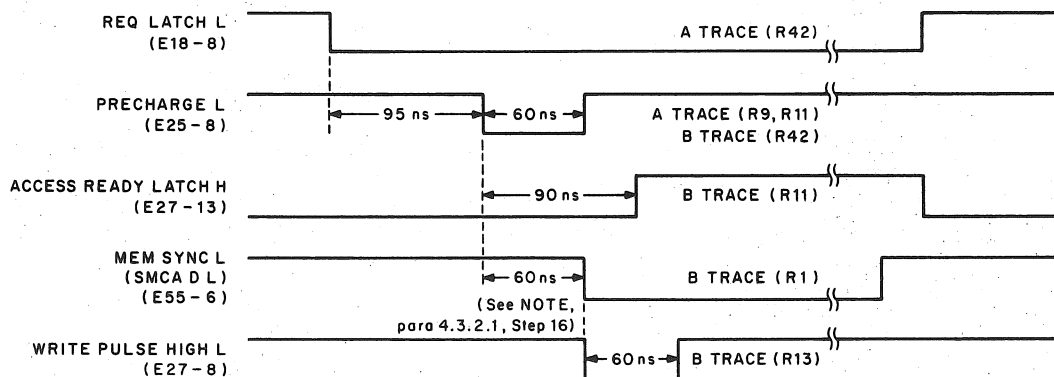 REQ LATCH L
(E18-8)
A TRACE (R42)
PRECHARGE L
(E25-8)
95 ns
60 ns
A TRACE (R9, R11)
B TRACE (R42)
ACCESS READY LATCH H
(E27-13)
90 ns
B TRACE (R11)
MEM SYNC L
(SMCA D L)
(E55-6)
60 ns
B TRACE (R1)
(See NOTE,
para 4.3.2.1, Step 16)
WRITE PULSE HIGH L
(E27-8)
60 ns
B TRACE (R13)